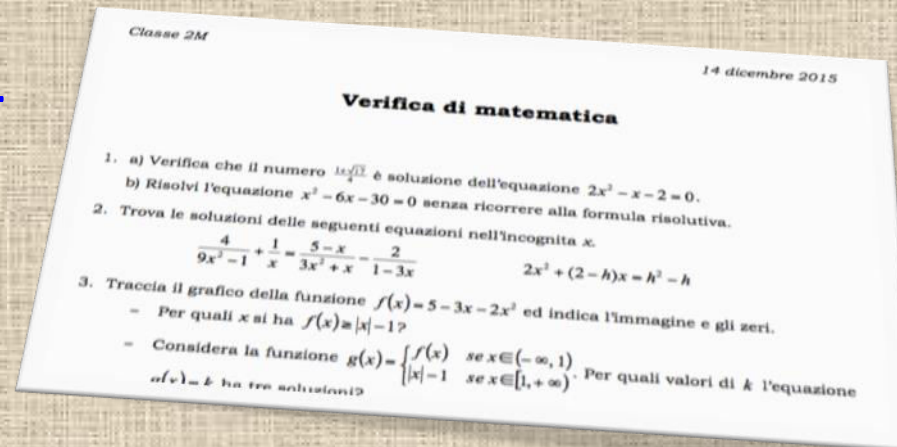 Classe 2M
14 dicembre 2015
Verifica di matematica
1. a) Verifica che il numero (1+√17)/4 è soluzione dell'equazione 2x² – x – 2 = 0.
b) Risolvi l'equazione x² – 6x – 30 = 0 senza ricorrere alla formula risolutiva.
2. Trova le soluzioni delle seguenti equazioni nell'incognita x.
4/(9x² – 1) + 1/x = (5 – x)/(3x² + x) – 2/(1 – 3x)    2x² + (2 – h)x = h² – h
3. Traccia il grafico della funzione f(x) = 5 – 3x – 2x² ed indica l'immagine e gli zeri.
– Per quali x si ha f(x) ≥ |x| – 1?
– Considera la funzione g(x) = { f(x) se x ∈ (– ∞, 1)
|x| – 1 se x ∈ [1, + ∞) . Per quali valori di k l'equazione
g(x) = k ha tre soluzioni?